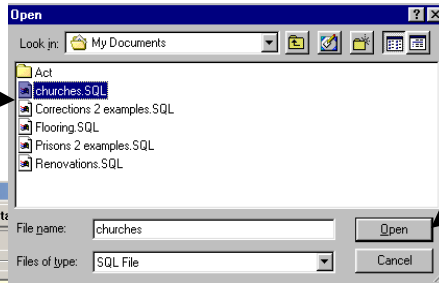 Open
Look in: My Documents
Act
churches.SQL
Corrections 2 examples.SQL
Flooring.SQL
Prisons 2 examples.SQL
Renovations.SQL
ta
File name: churches Open
Files of type: SQL File Cancel